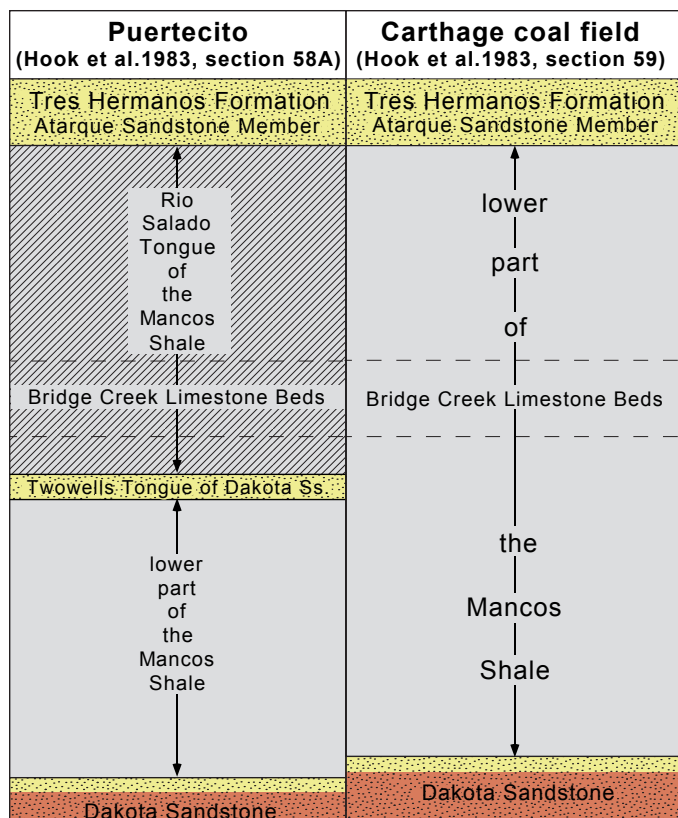 Puertecito
(Hook et al.1983, section 58A)
Tres Hermanos Formation
Atarque Sandstone Member
Rio
Salado
Tongue
of
the
Mancos
Shale
Bridge Creek Limestone Beds
Twowells Tongue of Dakota Ss.
lower
part
of
the
Mancos
Shale
Dakota Sandstone
Carthage coal field
(Hook et al.1983, section 59)
Tres Hermanos Formation
Atarque Sandstone Member
lower
part
of
Bridge Creek Limestone Beds
the
Mancos
Shale
Dakota Sandstone